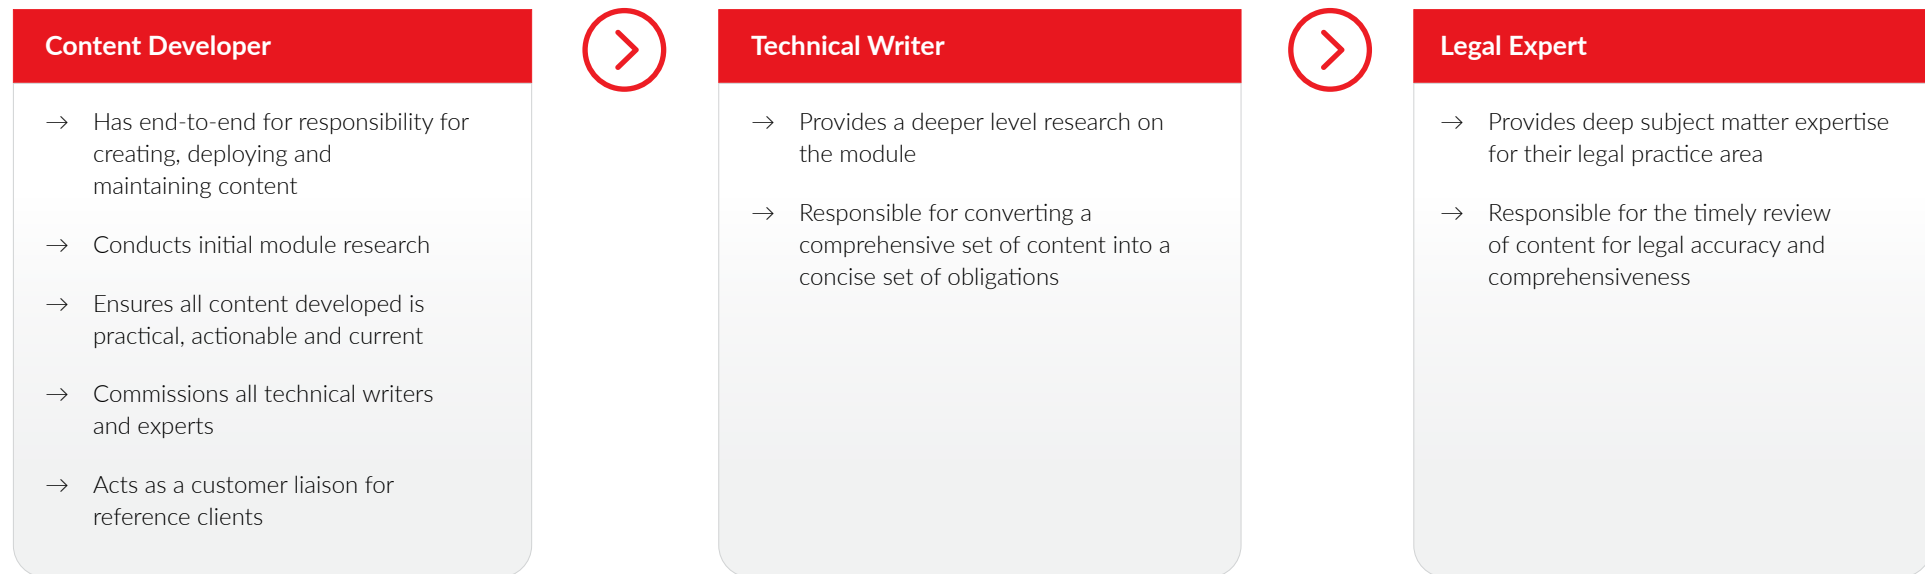 Content Developer
→ Has end-to-end for responsibility for
creating, deploying and
maintaining content
→ Conducts initial module research
→ Ensures all content developed is
practical, actionable and current
→ Commissions all technical writers
and experts
→ Acts as a customer liaison for
reference clients
Technical Writer
→ Provides a deeper level research on
the module
→ Responsible for converting a
comprehensive set of content into a
concise set of obligations
Legal Expert
→ Provides deep subject matter expertise
for their legal practice area
→ Responsible for the timely review
of content for legal accuracy and
comprehensiveness